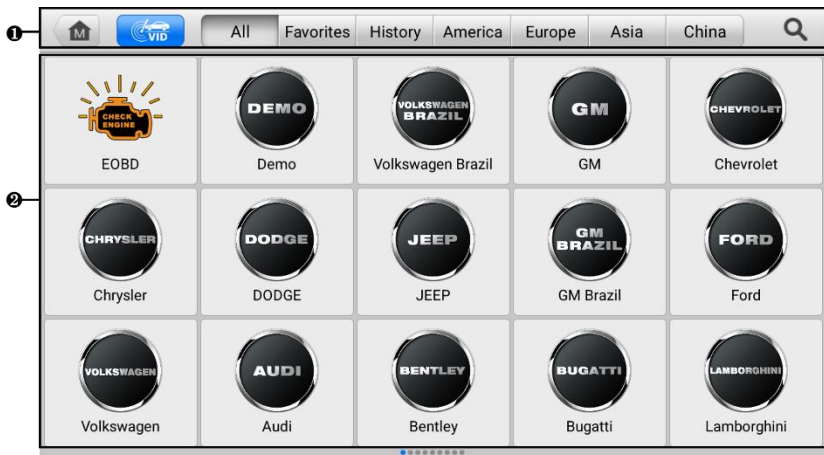 ❶
M
VID
All
Favorites
History
America
Europe
Asia
China
❷
CHECK
ENGINE
EOBD
DEMO
Demo
VOLKSWAGEN
BRAZIL
Volkswagen Brazil
GM
GM
CHEVROLET
Chevrolet
CHRYSLER
Chrysler
DODGE
DODGE
JEEP
JEEP
GM
BRAZIL
GM Brazil
FORD
Ford
VOLKSWAGEN
Volkswagen
AUDI
Audi
BENTLEY
Bentley
BUGATTI
Bugatti
LAMBORGHINI
Lamborghini